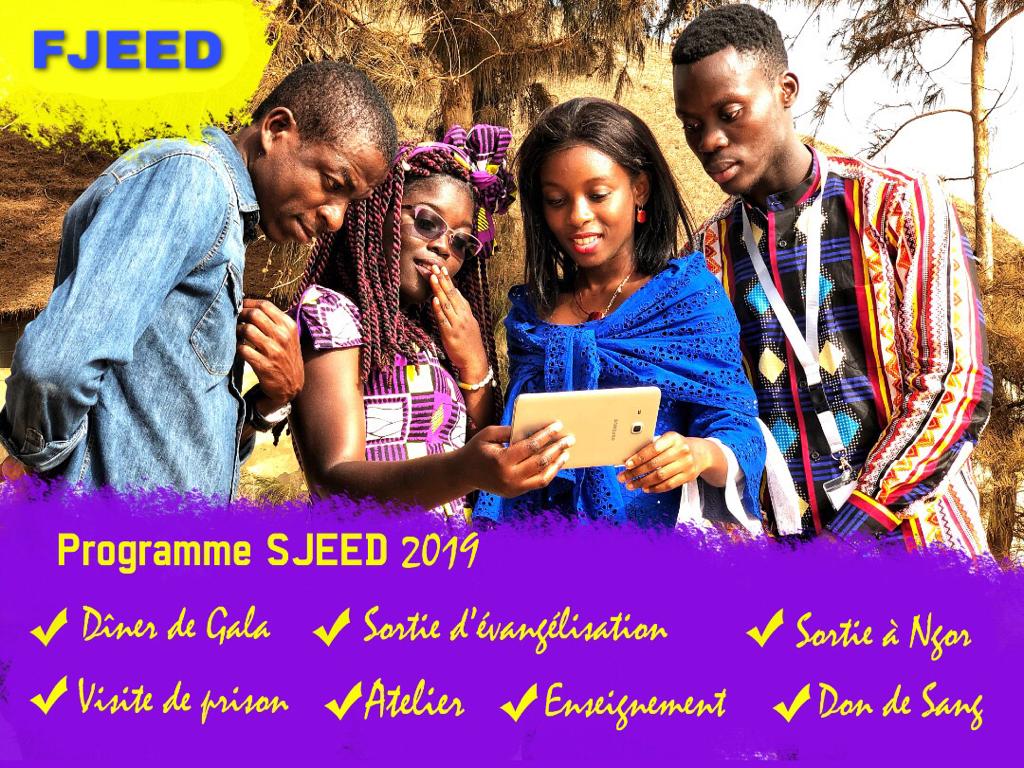 FJEED
SAMSUNG
Programme SJEED 2019
Dîner de Gala
Sortie d'évangélisation
Sortie à Ngor
Visite de prison
Atelier
Enseignement
Don de Sang